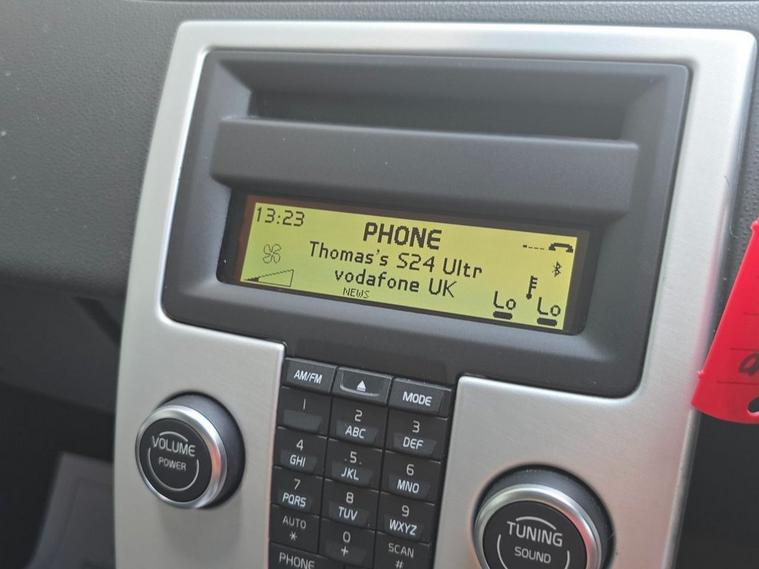 13:23
PHONE
Thomas's S24 Ultr
vodafone UK
NEWS
Lo Lo
AM/FM
MODE
1
2 ABC
3 DEF
4 GHI
5 JKL
6 MNO
7 PQRS
8 TUV
9 WXYZ
AUTO *
0 +
SCAN #
PHONE
VOLUME
POWER
TUNING
SOUND